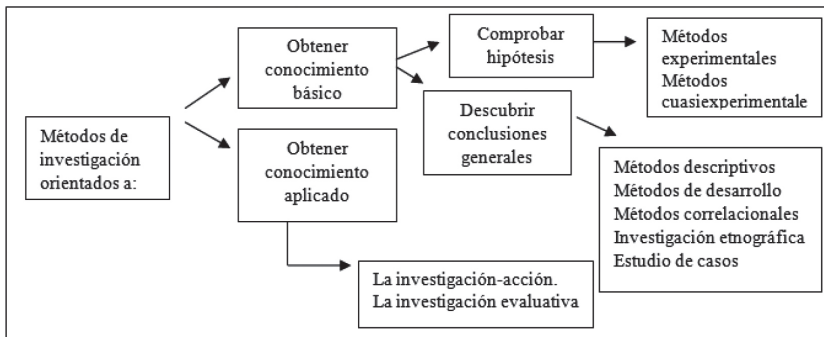 Métodos de
investigación
orientados a:
Obtener
conocimiento
básico
Obtener
conocimiento
aplicado
Comprobar
hipótesis
Descubrir
conclusiones
generales
Métodos
experimentales
Métodos
cuasiexperimentale
Métodos descriptivos
Métodos de desarrollo
Métodos correlacionales
Investigación etnográfica
Estudio de casos
La investigación-acción.
La investigación evaluativa